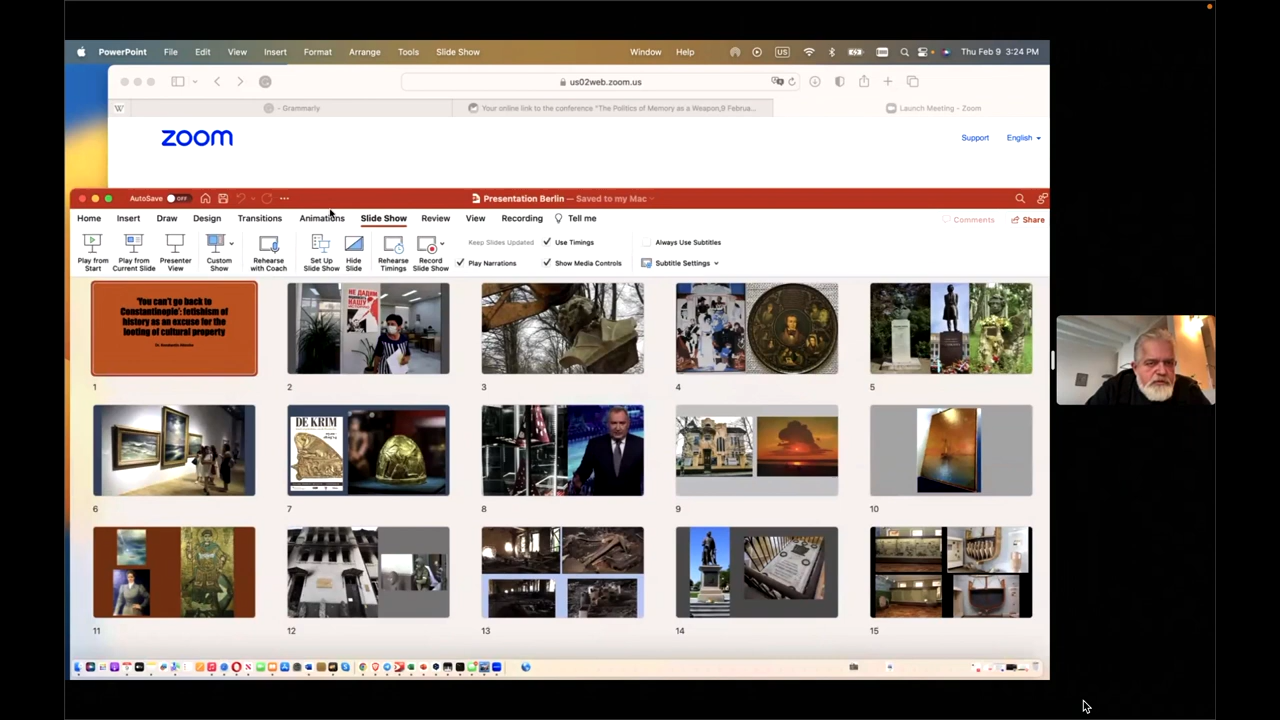 PowerPoint File Edit View Insert Format Arrange Tools Slide Show Window Help US Thu Feb 9 3:24 PM
us02web.zoom.us
W - Grammarly Your online link to the conference "The Politics of Memory as a Weapon,9 Februa... Launch Meeting - Zoom
zoom Support English
AutoSave OFF Presentation Berlin — Saved to my Mac
Home Insert Draw Design Transitions Animations Slide Show Review View Recording Tell me Comments Share
Keep Slides Updated Use Timings Always Use Subtitles
Play from Start Play from Current Slide Presenter View Custom Show Rehearse with Coach Set Up Slide Show Hide Slide Rehearse Timings Record Slide Show Play Narrations Show Media Controls Subtitle Settings
'You can't go back to
Constantinople': fetishism of
history as an excuse for the
looting of cultural property
НЕ ДАДИМ
НАШУ
1 2 3 4 5
DE KRIM
6 7 8 9 10
11 12 13 14 15